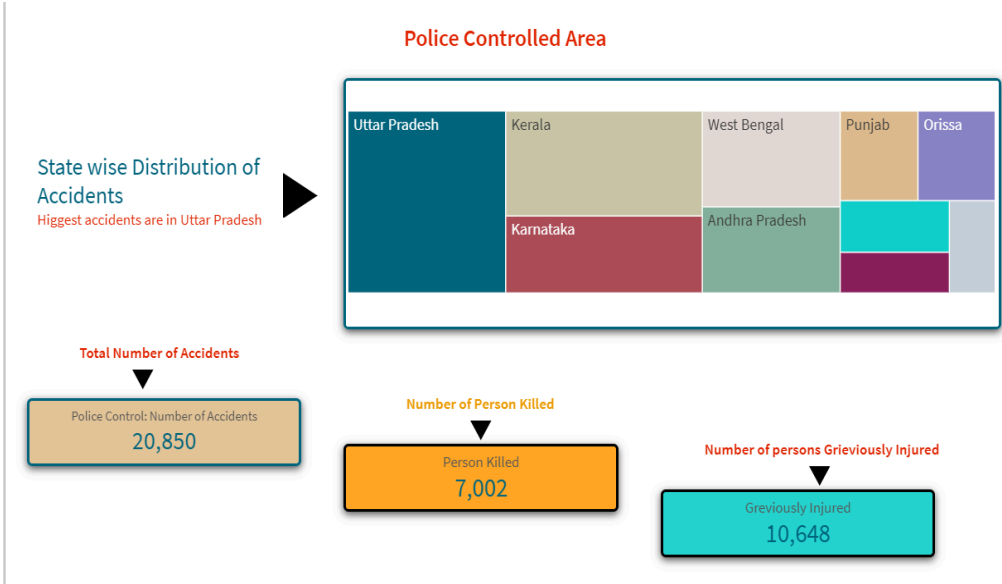 Police Controlled Area
Uttar Pradesh
Kerala
West Bengal
Punjab
Orissa
Karnataka
Andhra Pradesh
State wise Distribution of
Accidents
Higgest accidents are in Uttar Pradesh
Total Number of Accidents
Police Control: Number of Accidents
20,850
Number of Person Killed
Person Killed
7,002
Number of persons Grieviously Injured
Greviously Injured
10,648